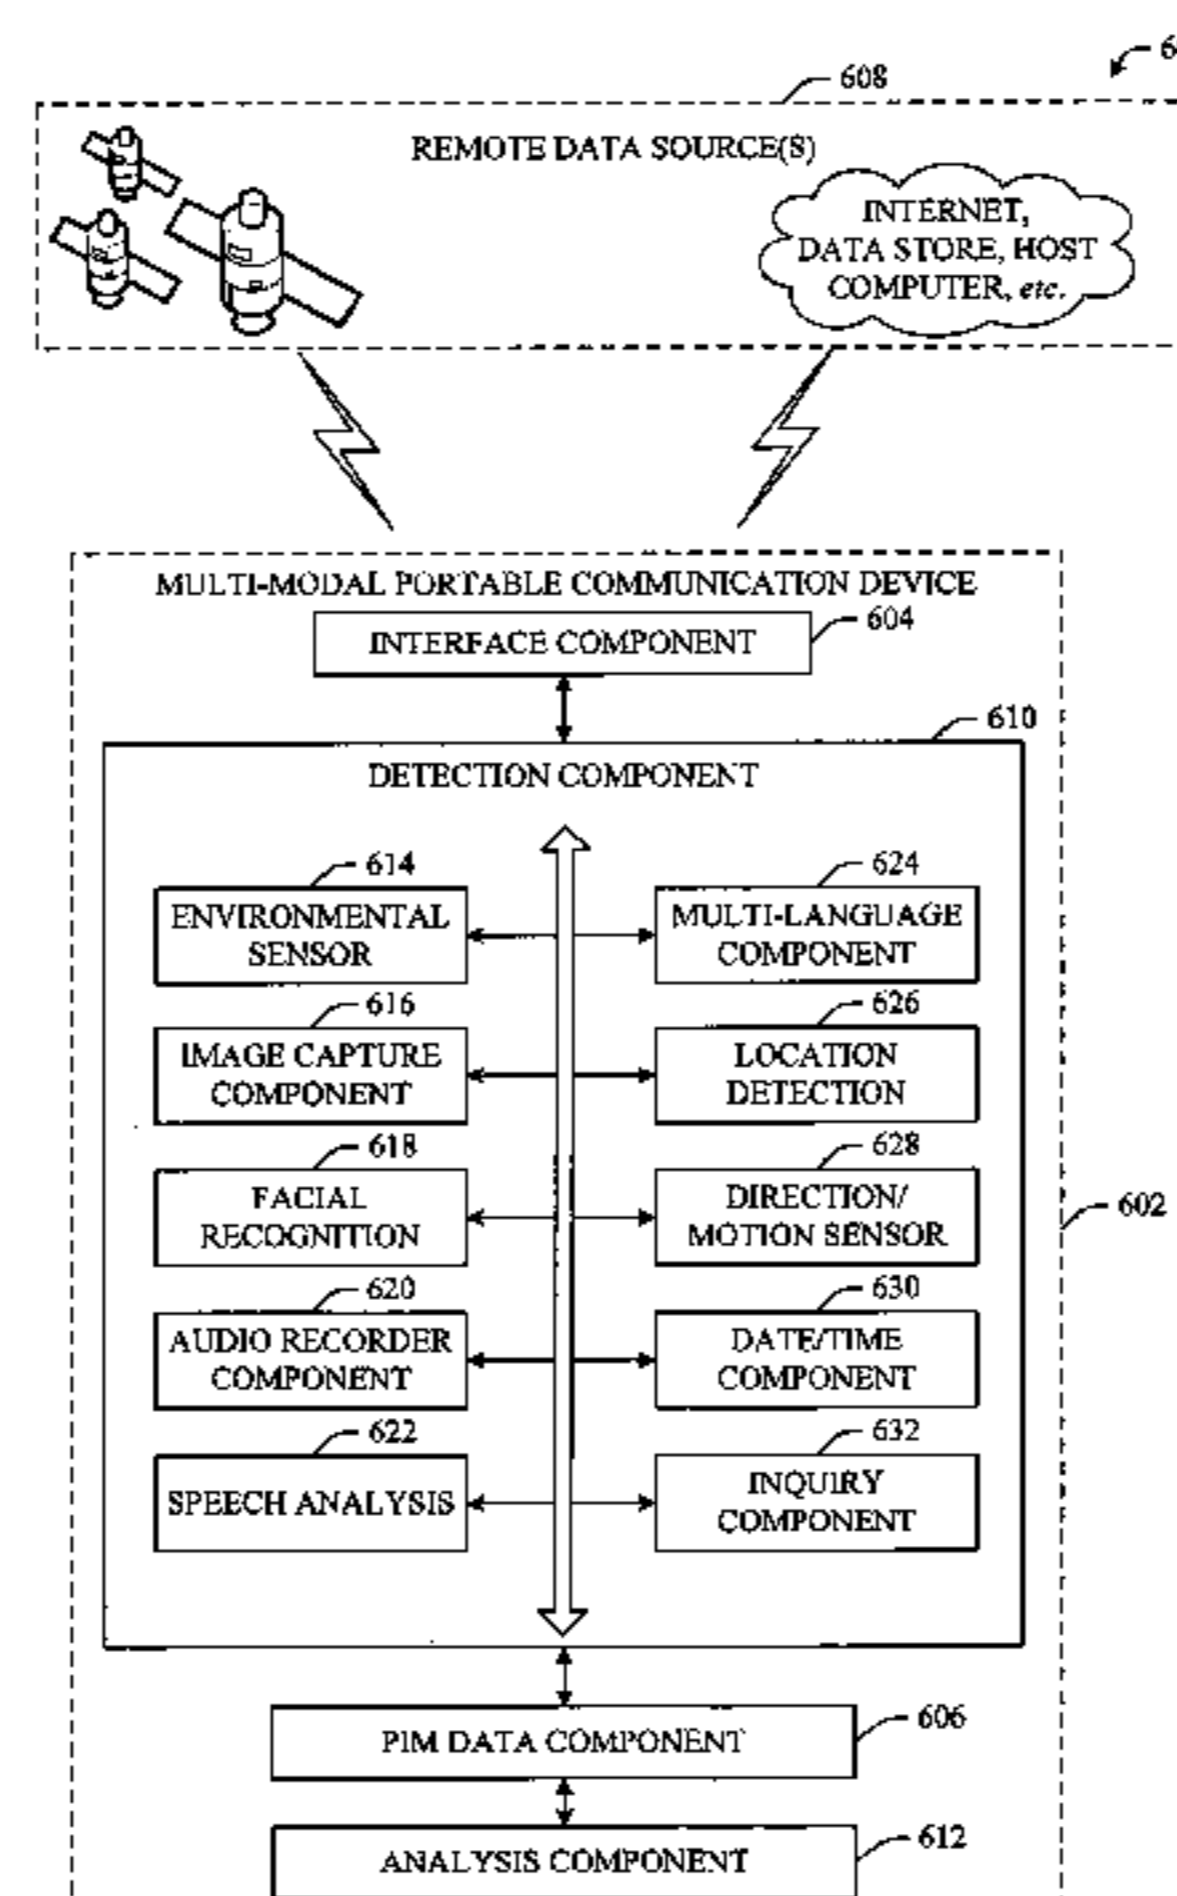 608
REMOTE DATA SOURCE(S)
INTERNET,
DATA STORE, HOST
COMPUTER, etc.
MULTI-MODAL PORTABLE COMMUNICATION DEVICE
604
INTERFACE COMPONENT
610
DETECTION COMPONENT
614
ENVIRONMENTAL
SENSOR
624
MULTI-LANGUAGE
COMPONENT
616
IMAGE CAPTURE
COMPONENT
626
LOCATION
DETECTION
618
FACIAL
RECOGNITION
628
DIRECTION/
MOTION SENSOR
602
620
AUDIO RECORDER
COMPONENT
630
DATE/TIME
COMPONENT
622
SPEECH ANALYSIS
632
INQUIRY
COMPONENT
606
PIM DATA COMPONENT
612
ANALYSIS COMPONENT